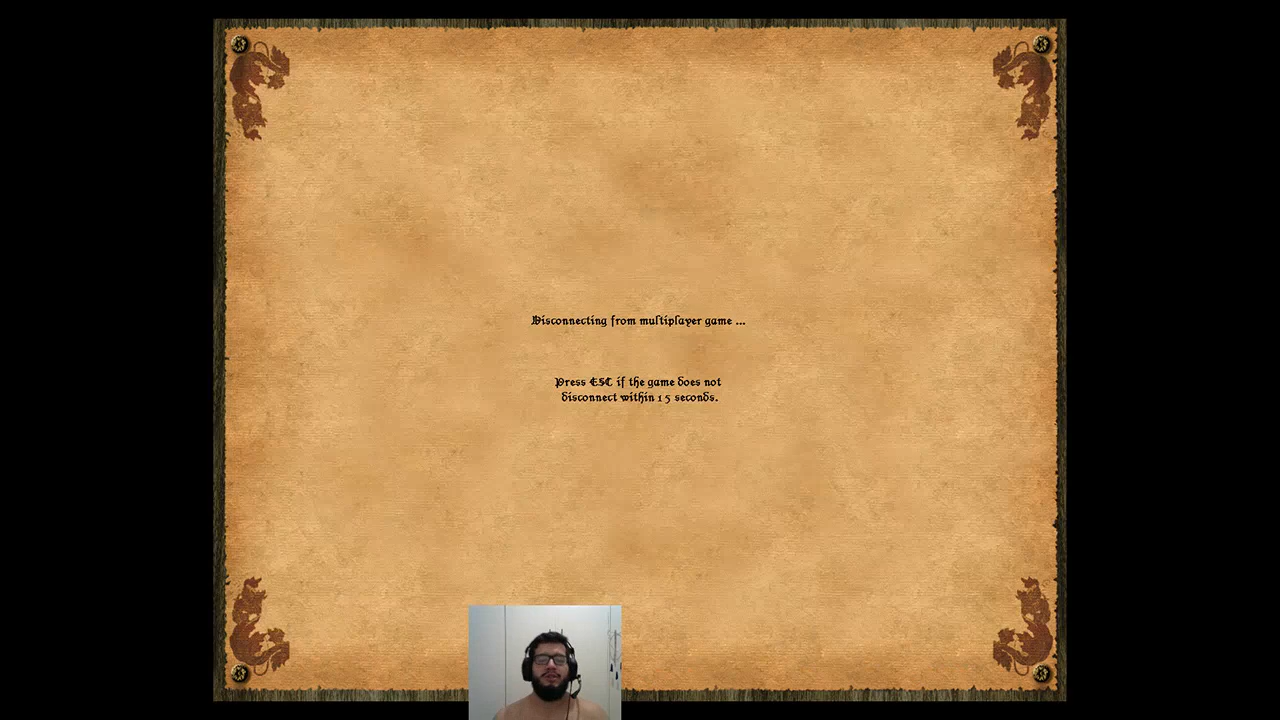 Disconnecting from multiplayer game ...
Press ESC if the game does not
disconnect within 15 seconds.